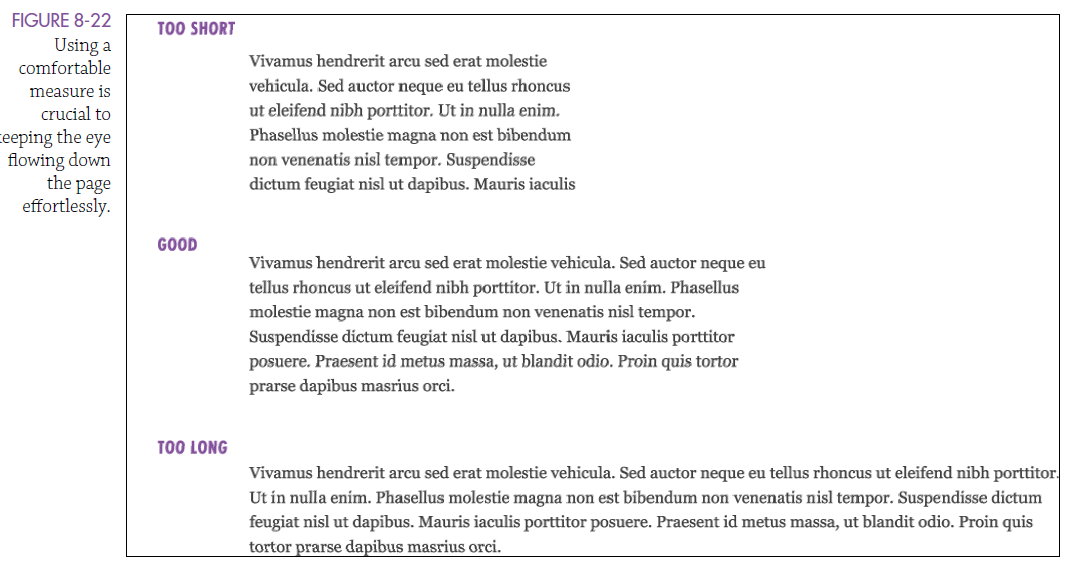 FIGURE 8-22
Using a
comfortable
measure is
crucial to
keeping the eye
flowing down
the page
effortlessly.
TOO SHORT
Vivamus hendrerit arcu sed erat molestie
vehicula. Sed auctor neque eu tellus rhoncus
ut eleifend nibh porttitor. Ut in nulla enim.
Phasellus molestie magna non est bibendum
non venenatis nisl tempor. Suspendisse
dictum feugiat nisl ut dapibus. Mauris iaculis
GOOD
Vivamus hendrerit arcu sed erat molestie vehicula. Sed auctor neque eu
tellus rhoncus ut eleifend nibh porttitor. Ut in nulla enim. Phasellus
molestie magna non est bibendum non venenatis nisl tempor.
Suspendisse dictum feugiat nisl ut dapibus. Mauris iaculis porttitor
posuere. Praesent id metus massa, ut blandit odio. Proin quis tortor
prarse dapibus masrius orci.
TOO LONG
Vivamus hendrerit arcu sed erat molestie vehicula. Sed auctor neque eu tellus rhoncus ut eleifend nibh porttitor.
Ut in nulla enim. Phasellus molestie magna non est bibendum non venenatis nisl tempor. Suspendisse dictum
feugiat nisl ut dapibus. Mauris iaculis porttitor posuere. Praesent id metus massa, ut blandit odio. Proin quis
tortor prarse dapibus masrius orci.